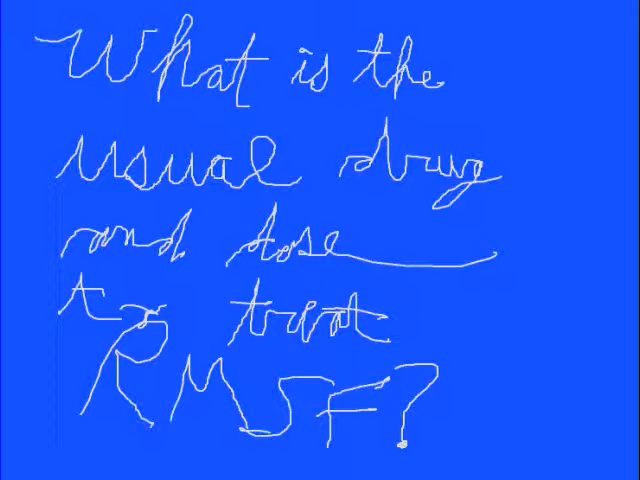 What is the
usual drug
and dose
to treat
RMSF?